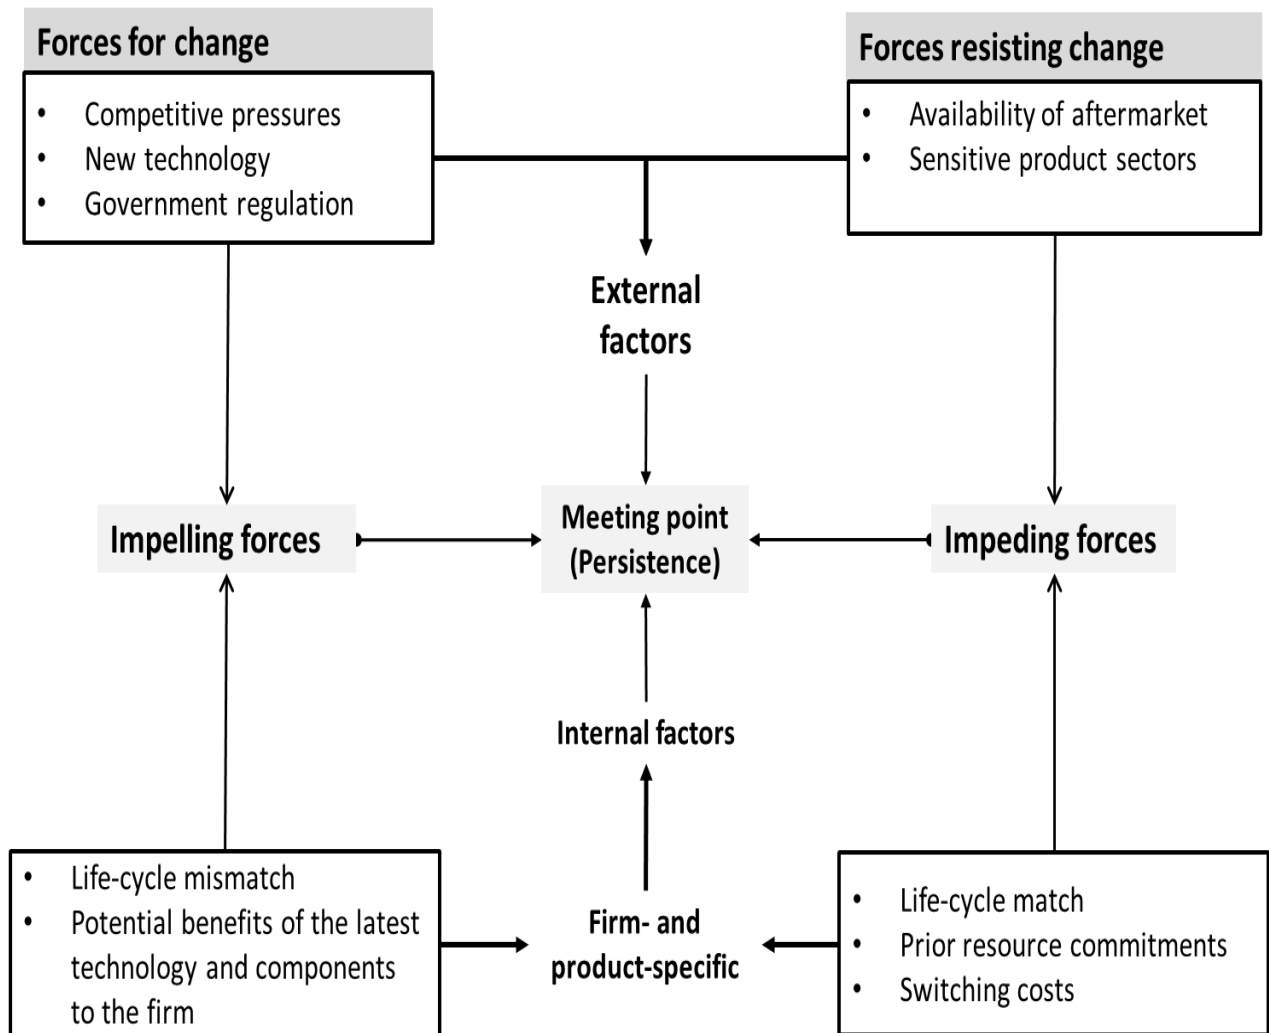 Forces for change
• Competitive pressures
• New technology
• Government regulation
Forces resisting change
• Availability of aftermarket
• Sensitive product sectors
External
factors
Impelling forces
Meeting point
(Persistence)
Impeding forces
Internal factors
• Life-cycle mismatch
• Potential benefits of the latest
technology and components
to the firm
Firm- and
product-specific
• Life-cycle match
• Prior resource commitments
• Switching costs